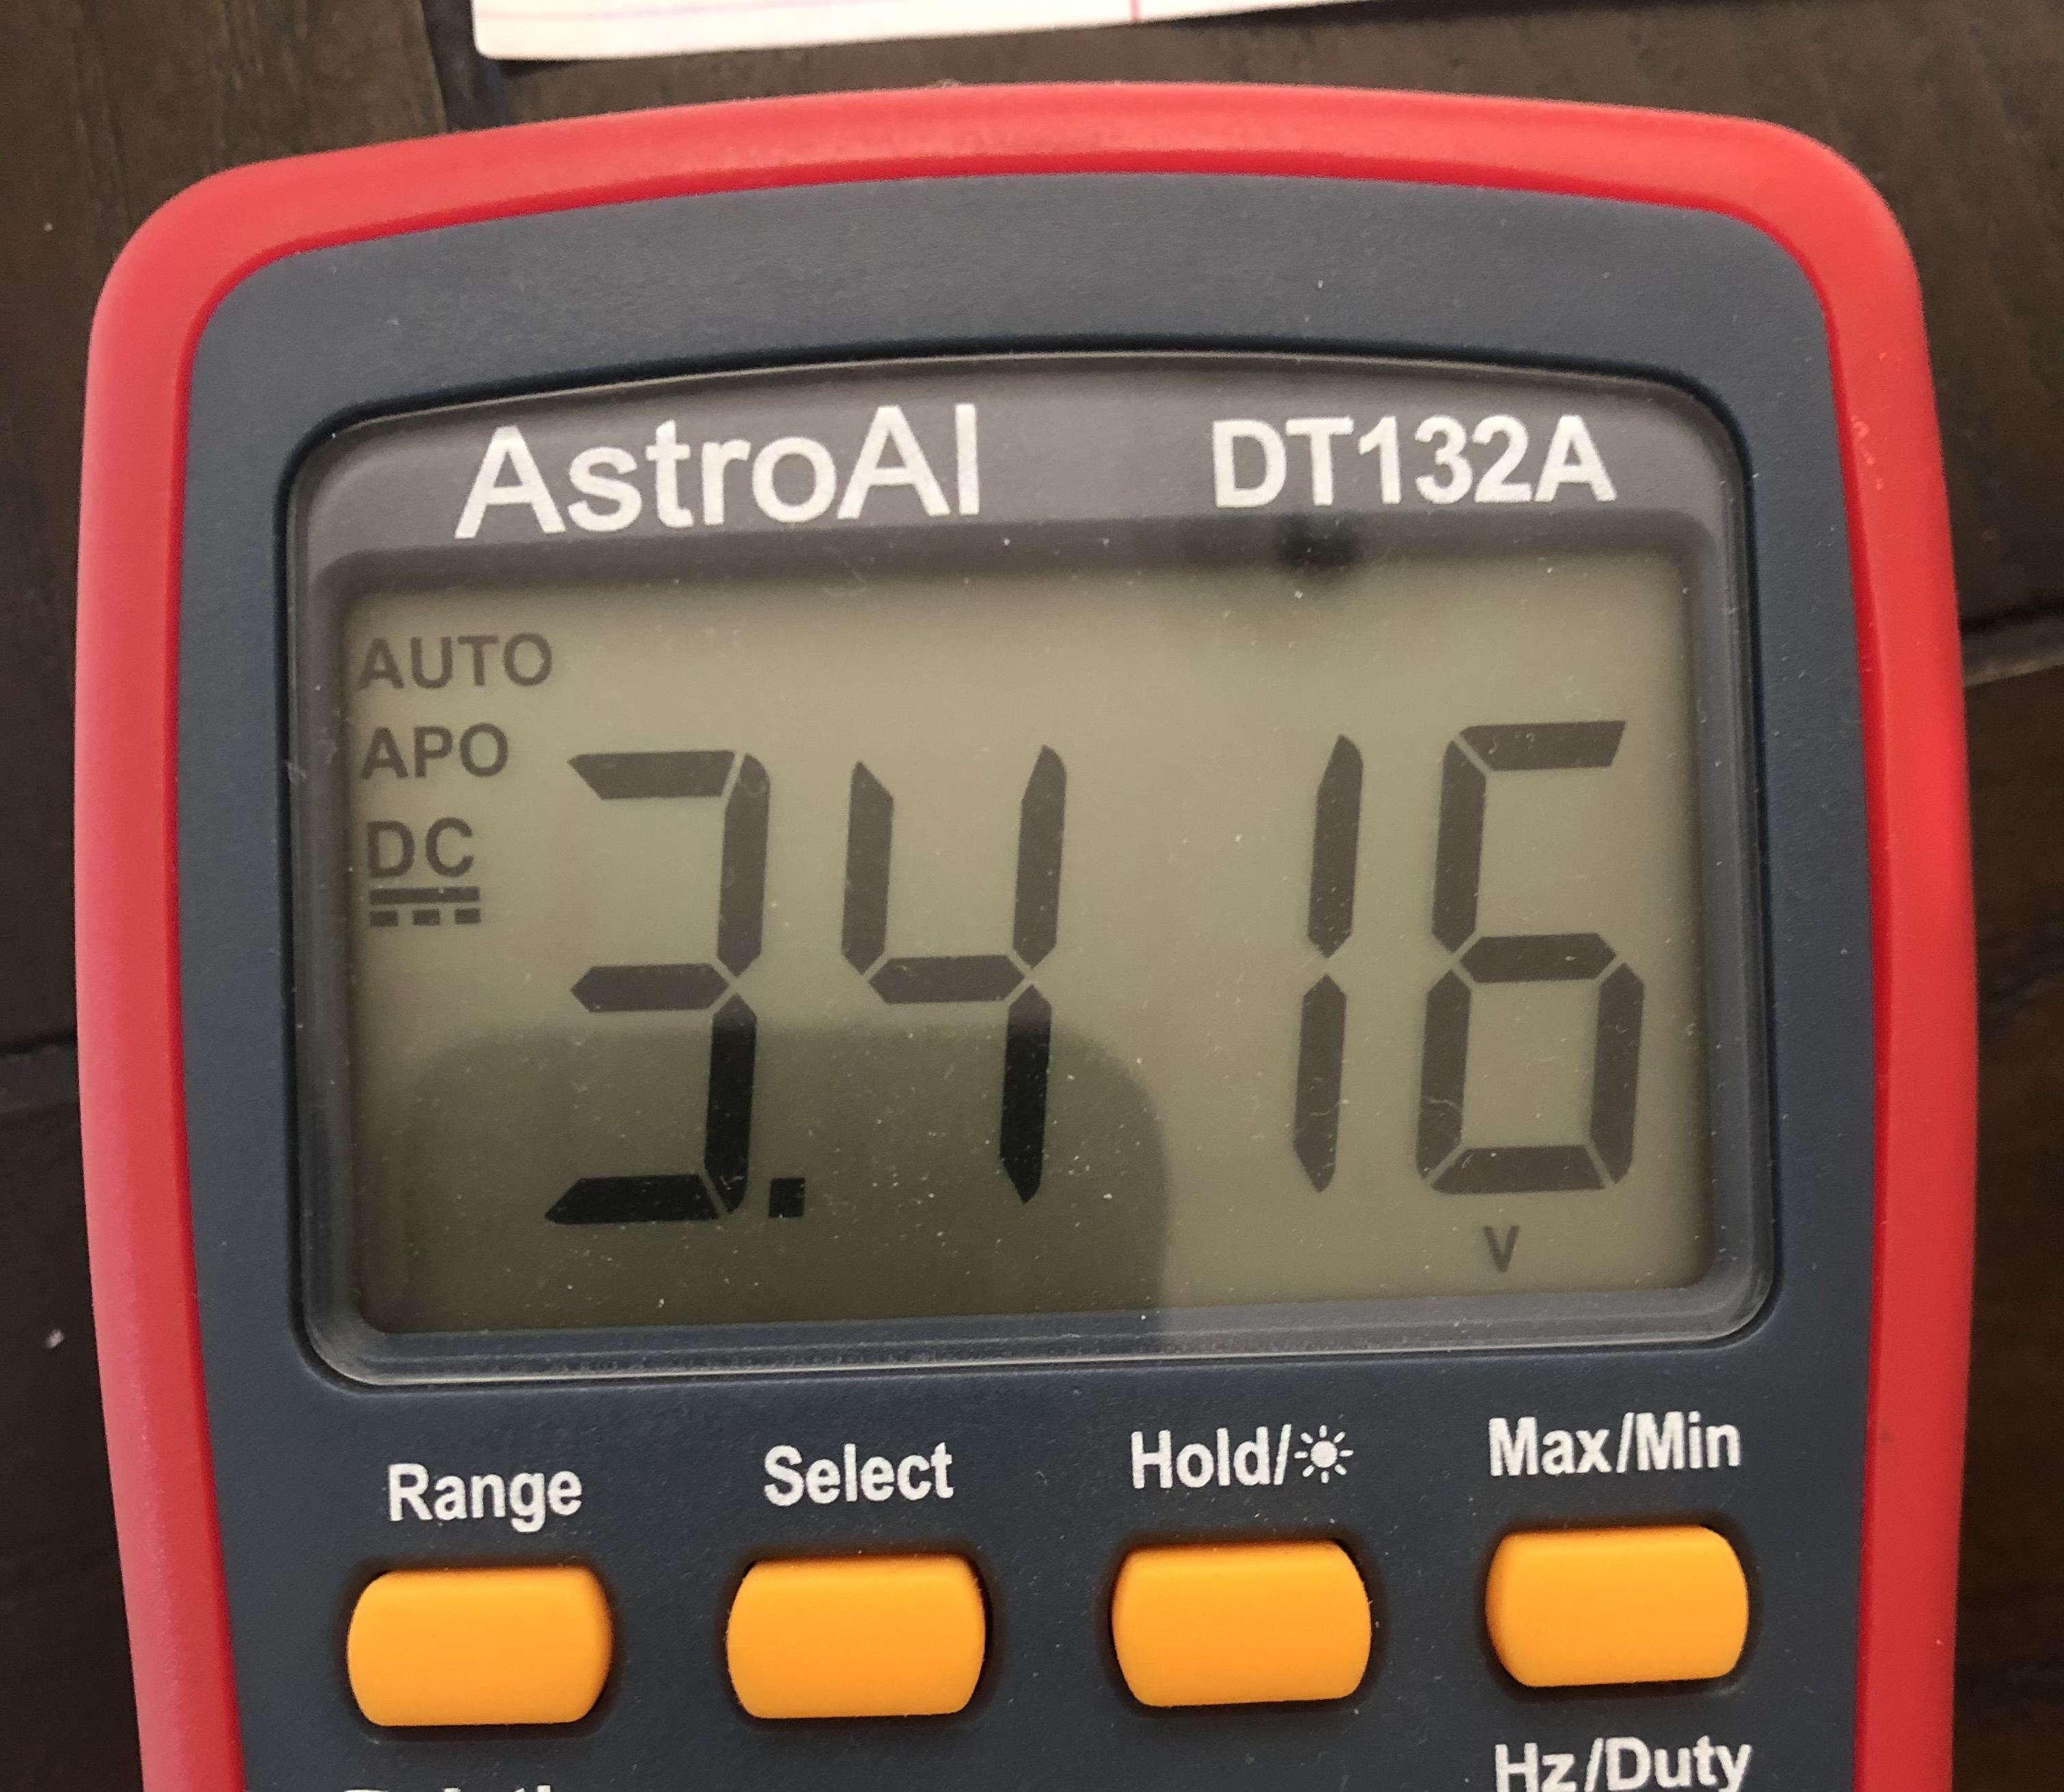 AstroAI DT132A
AUTO
APO
DC
3.416
V
Range Select Hold/☀ Max/Min
Hz/Duty